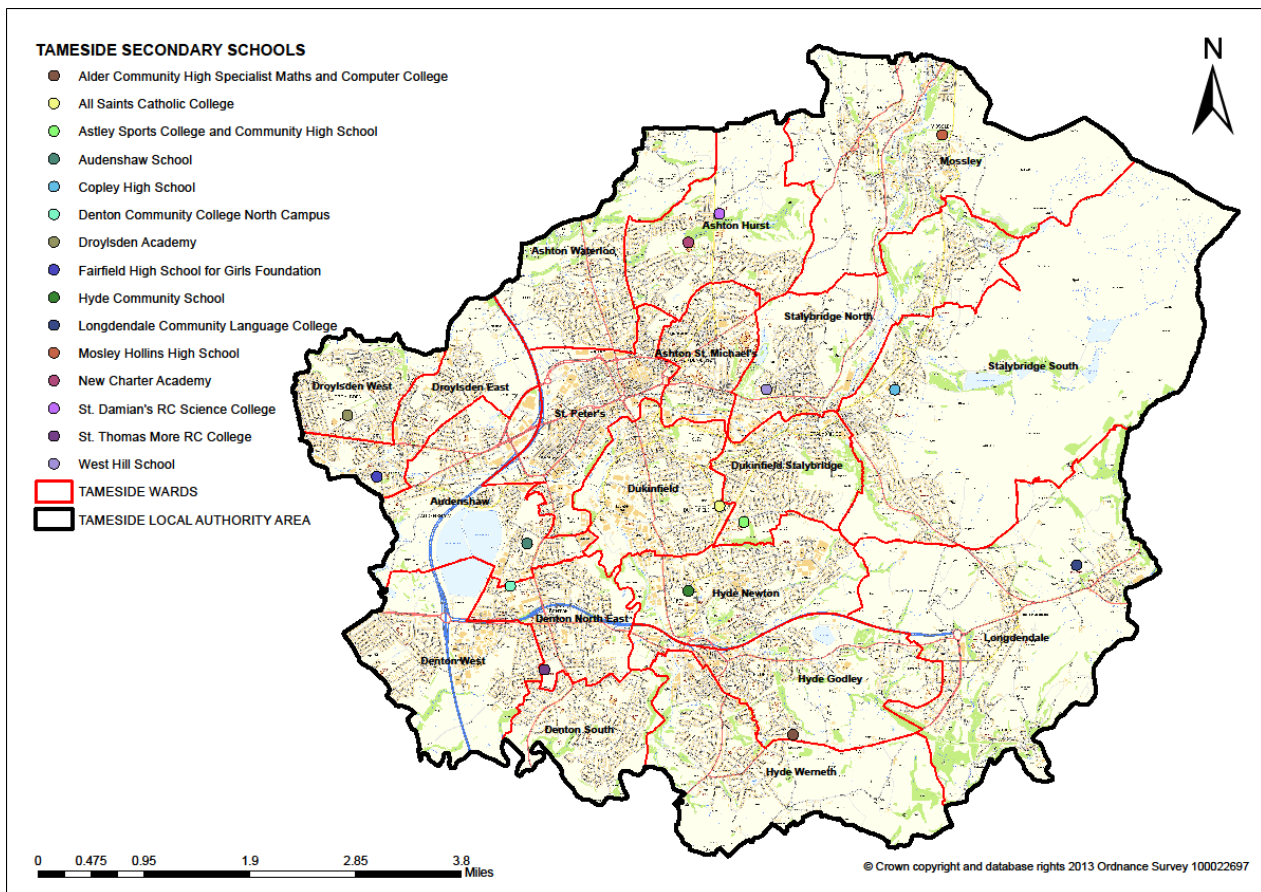 TAMESIDE SECONDARY SCHOOLS
Alder Community High Specialist Maths and Computer College
All Saints Catholic College
Astley Sports College and Community High School
Audenshaw School
Copley High School
Denton Community College North Campus
Droylsden Academy
Fairfield High School for Girls Foundation
Hyde Community School
Longdendale Community Language College
Mosley Hollins High School
New Charter Academy
St. Damian's RC Science College
St. Thomas More RC College
West Hill School
TAMESIDE WARDS
TAMESIDE LOCAL AUTHORITY AREA
N
Mossley
Ashton Hurst
Ashton Waterloo
Stalybridge North
Ashton St. Michael's
Stalybridge South
Droylsden West
Droylsden East
St. Peter's
Dukinfield Stalybridge
Dukinfield
Audenshaw
Hyde Newton
Denton North East
Longdendale
Denton West
Hyde Godley
Denton South
Hyde Werneth
0 0.475 0.95 1.9 2.85 3.8
Miles
© Crown copyright and database rights 2013 Ordnance Survey 100022697